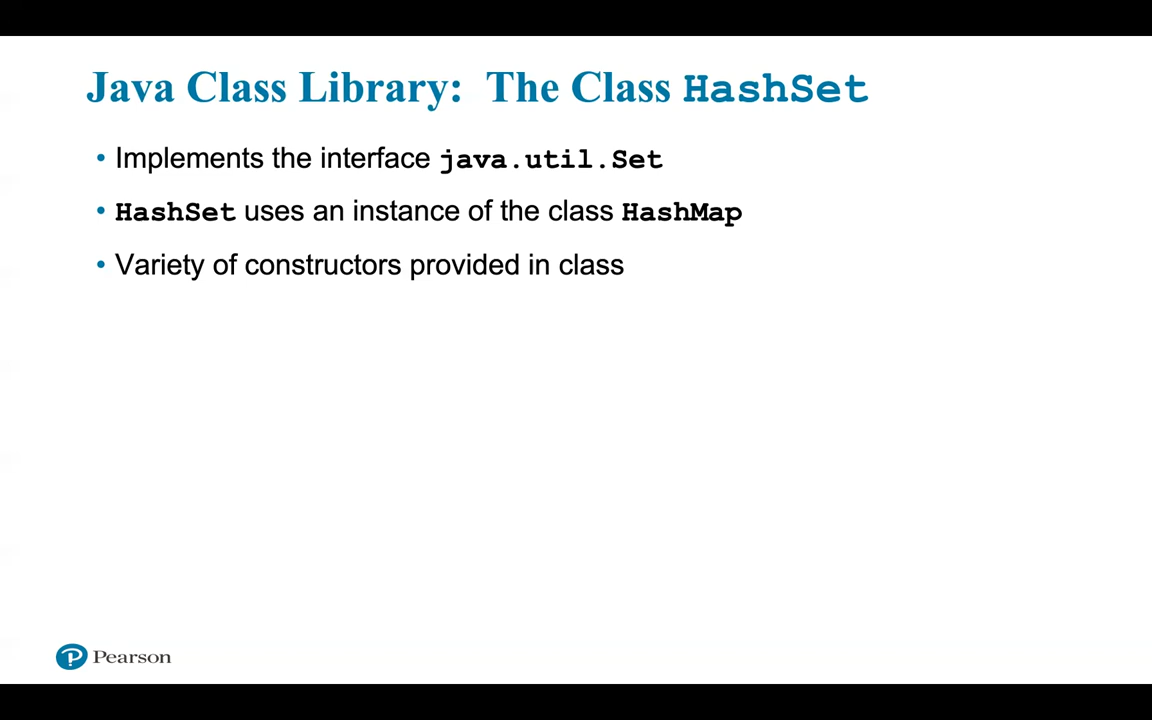 Java Class Library: The Class HashSet
• Implements the interface java.util.Set
• HashSet uses an instance of the class HashMap
• Variety of constructors provided in class
Pearson